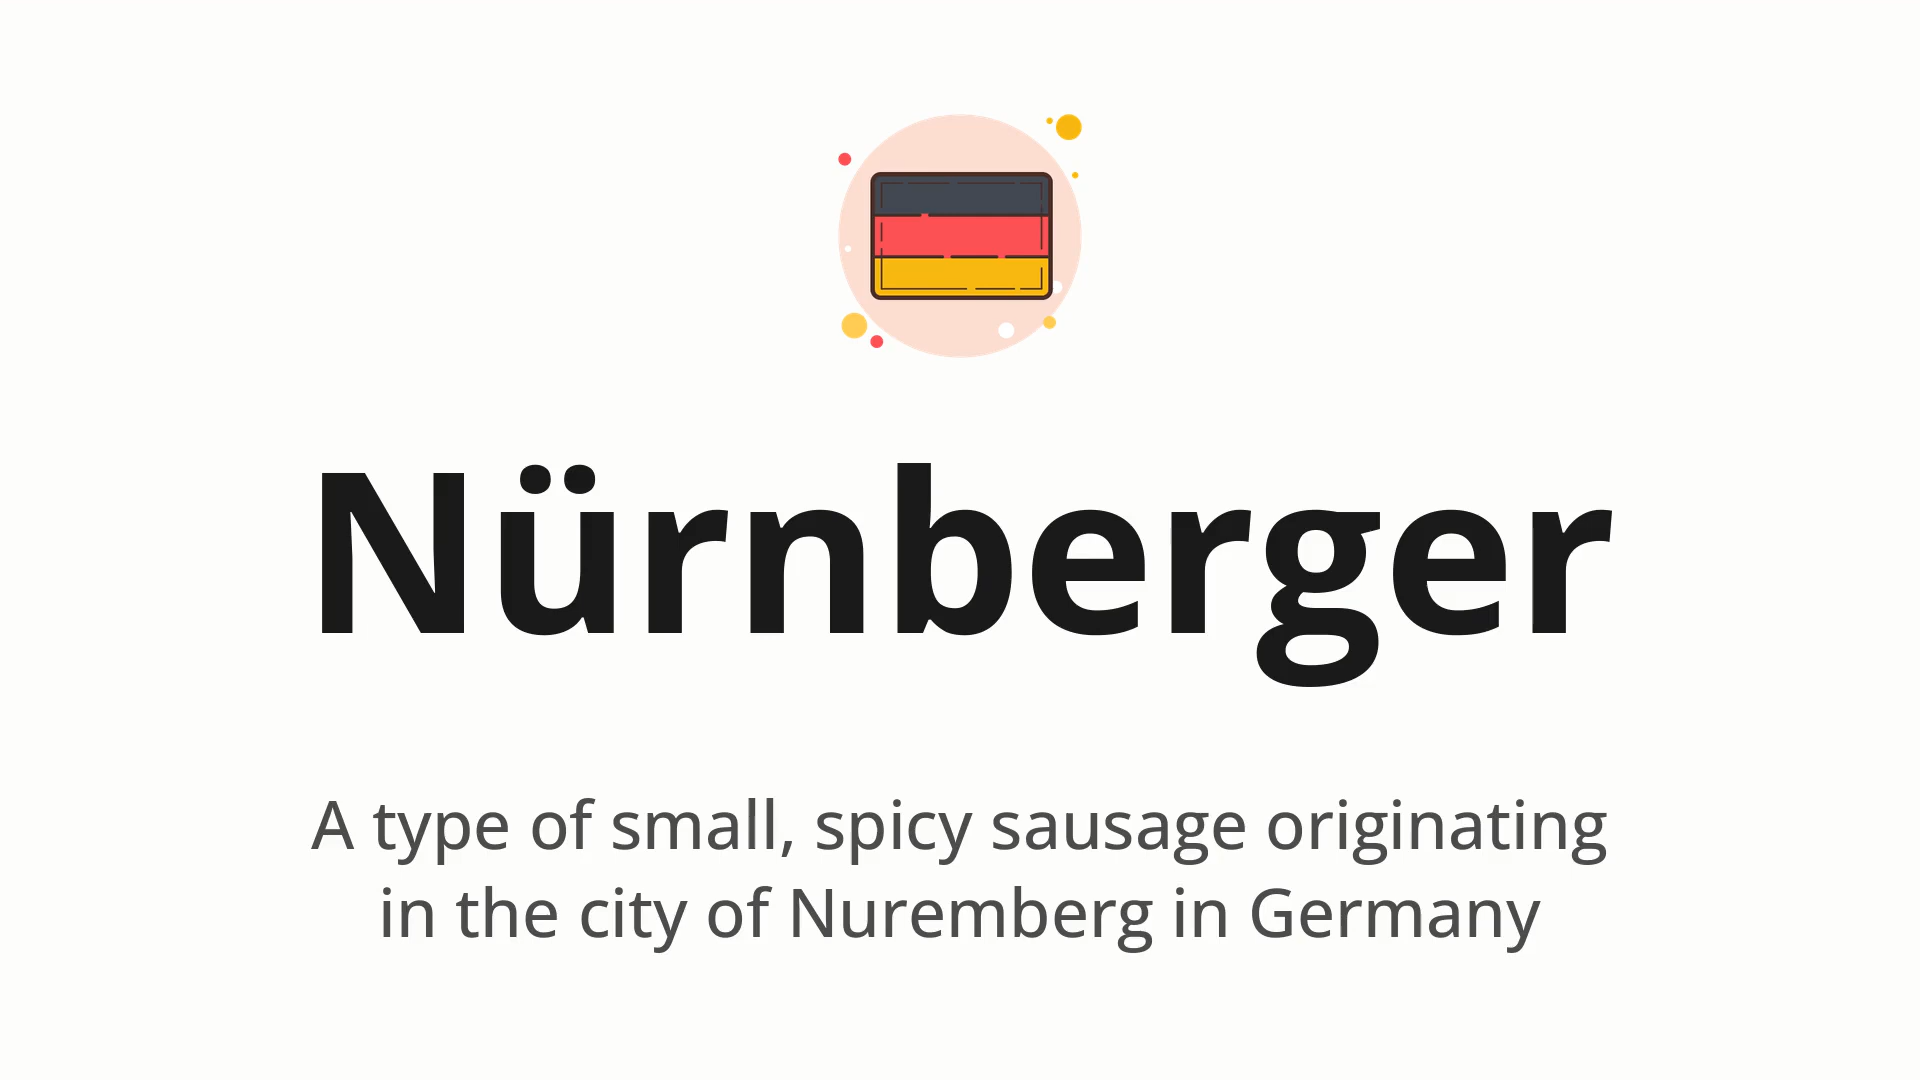 Nürnberger
A type of small, spicy sausage originating
in the city of Nuremberg in Germany